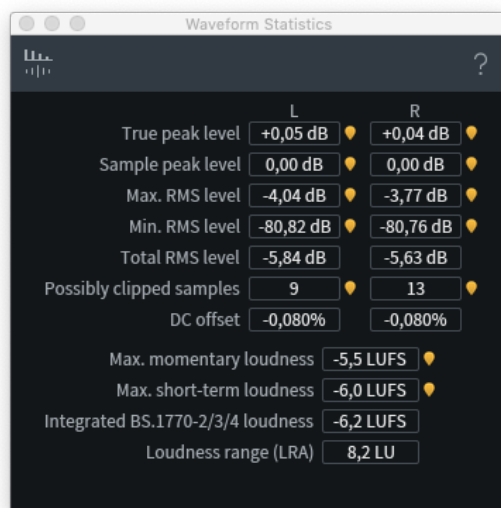 Waveform Statistics
?
L R
True peak level +0,05 dB +0,04 dB
Sample peak level 0,00 dB 0,00 dB
Max. RMS level -4,04 dB -3,77 dB
Min. RMS level -80,82 dB -80,76 dB
Total RMS level -5,84 dB -5,63 dB
Possibly clipped samples 9 13
DC offset -0,080% -0,080%
Max. momentary loudness -5,5 LUFS
Max. short-term loudness -6,0 LUFS
Integrated BS.1770-2/3/4 loudness -6,2 LUFS
Loudness range (LRA) 8,2 LU